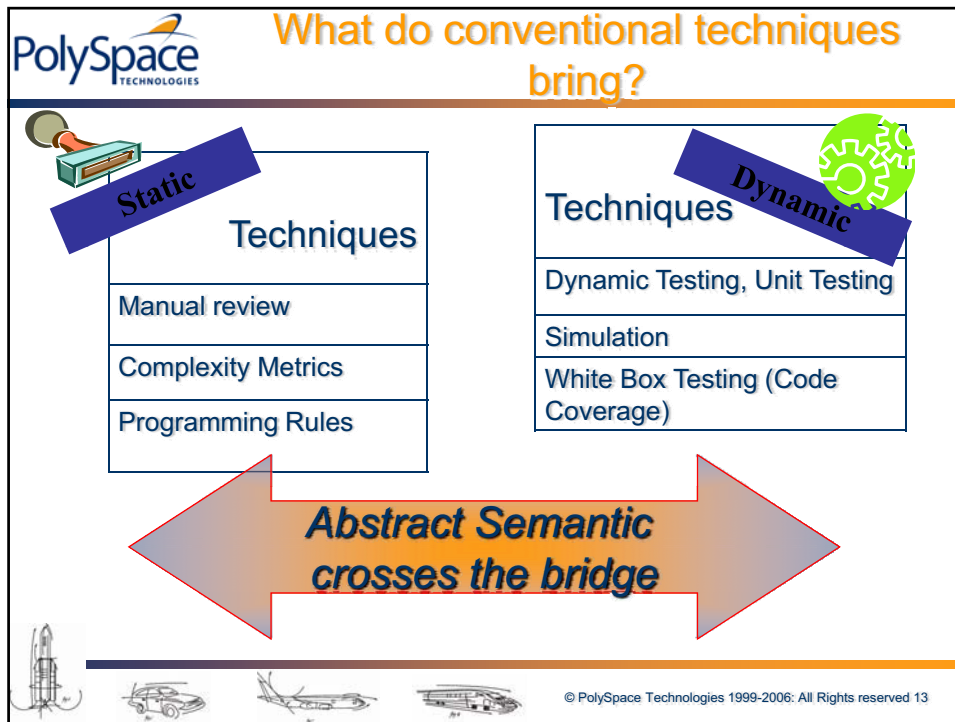 PolySpace
TECHNOLOGIES
What do conventional techniques
bring?
Static
Techniques
Manual review
Complexity Metrics
Programming Rules
Dynamic
Techniques
Dynamic Testing, Unit Testing
Simulation
White Box Testing (Code
Coverage)
Abstract Semantic
crosses the bridge
© PolySpace Technologies 1999-2006: All Rights reserved 13